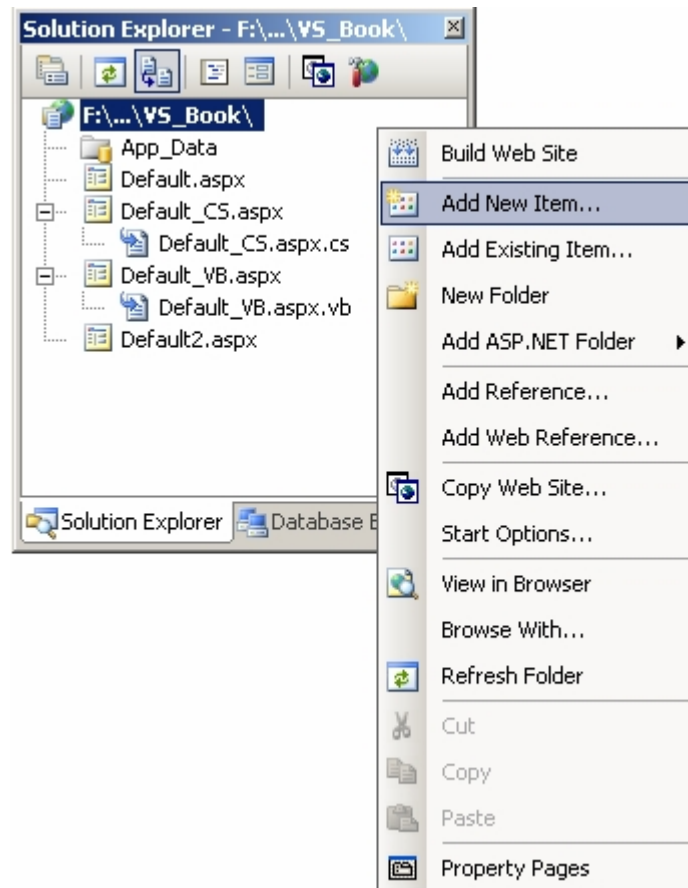 Solution Explorer - F:\...\VS_Book\
F:\...\VS_Book\
App_Data
Default.aspx
Default_CS.aspx
Default_CS.aspx.cs
Default_VB.aspx
Default_VB.aspx.vb
Default2.aspx
Solution Explorer
Database E
Build Web Site
Add New Item...
Add Existing Item...
New Folder
Add ASP.NET Folder
Add Reference...
Add Web Reference...
Copy Web Site...
Start Options...
View in Browser
Browse With...
Refresh Folder
Cut
Copy
Paste
Property Pages